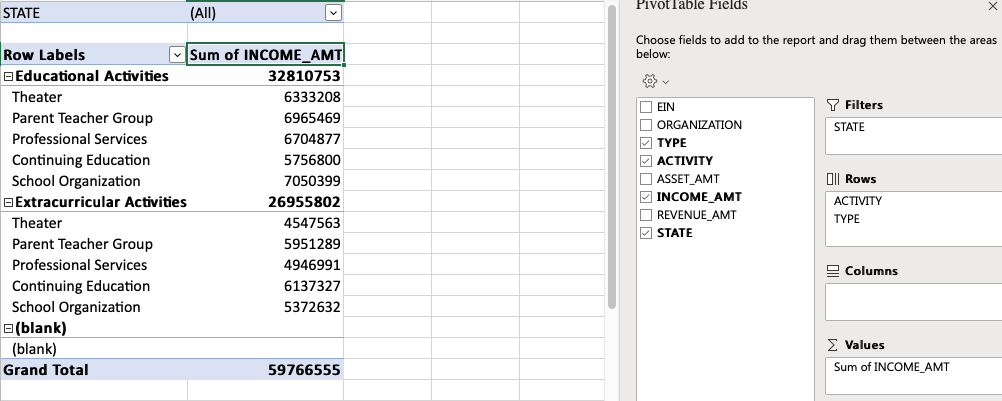 STATE (All)
Row Labels Sum of INCOME_AMT
Educational Activities 32810753
Theater 6333208
Parent Teacher Group 6965469
Professional Services 6704877
Continuing Education 5756800
School Organization 7050399
Extracurricular Activities 26955802
Theater 4547563
Parent Teacher Group 5951289
Professional Services 4946991
Continuing Education 6137327
School Organization 5372632
(blank)
(blank)
Grand Total 59766555
PivotTable Fields
Choose fields to add to the report and drag them between the areas
below:
EIN
ORGANIZATION
TYPE
ACTIVITY
ASSET_AMT
INCOME_AMT
REVENUE_AMT
STATE
Filters
STATE
Rows
ACTIVITY
TYPE
Columns
Values
Sum of INCOME_AMT